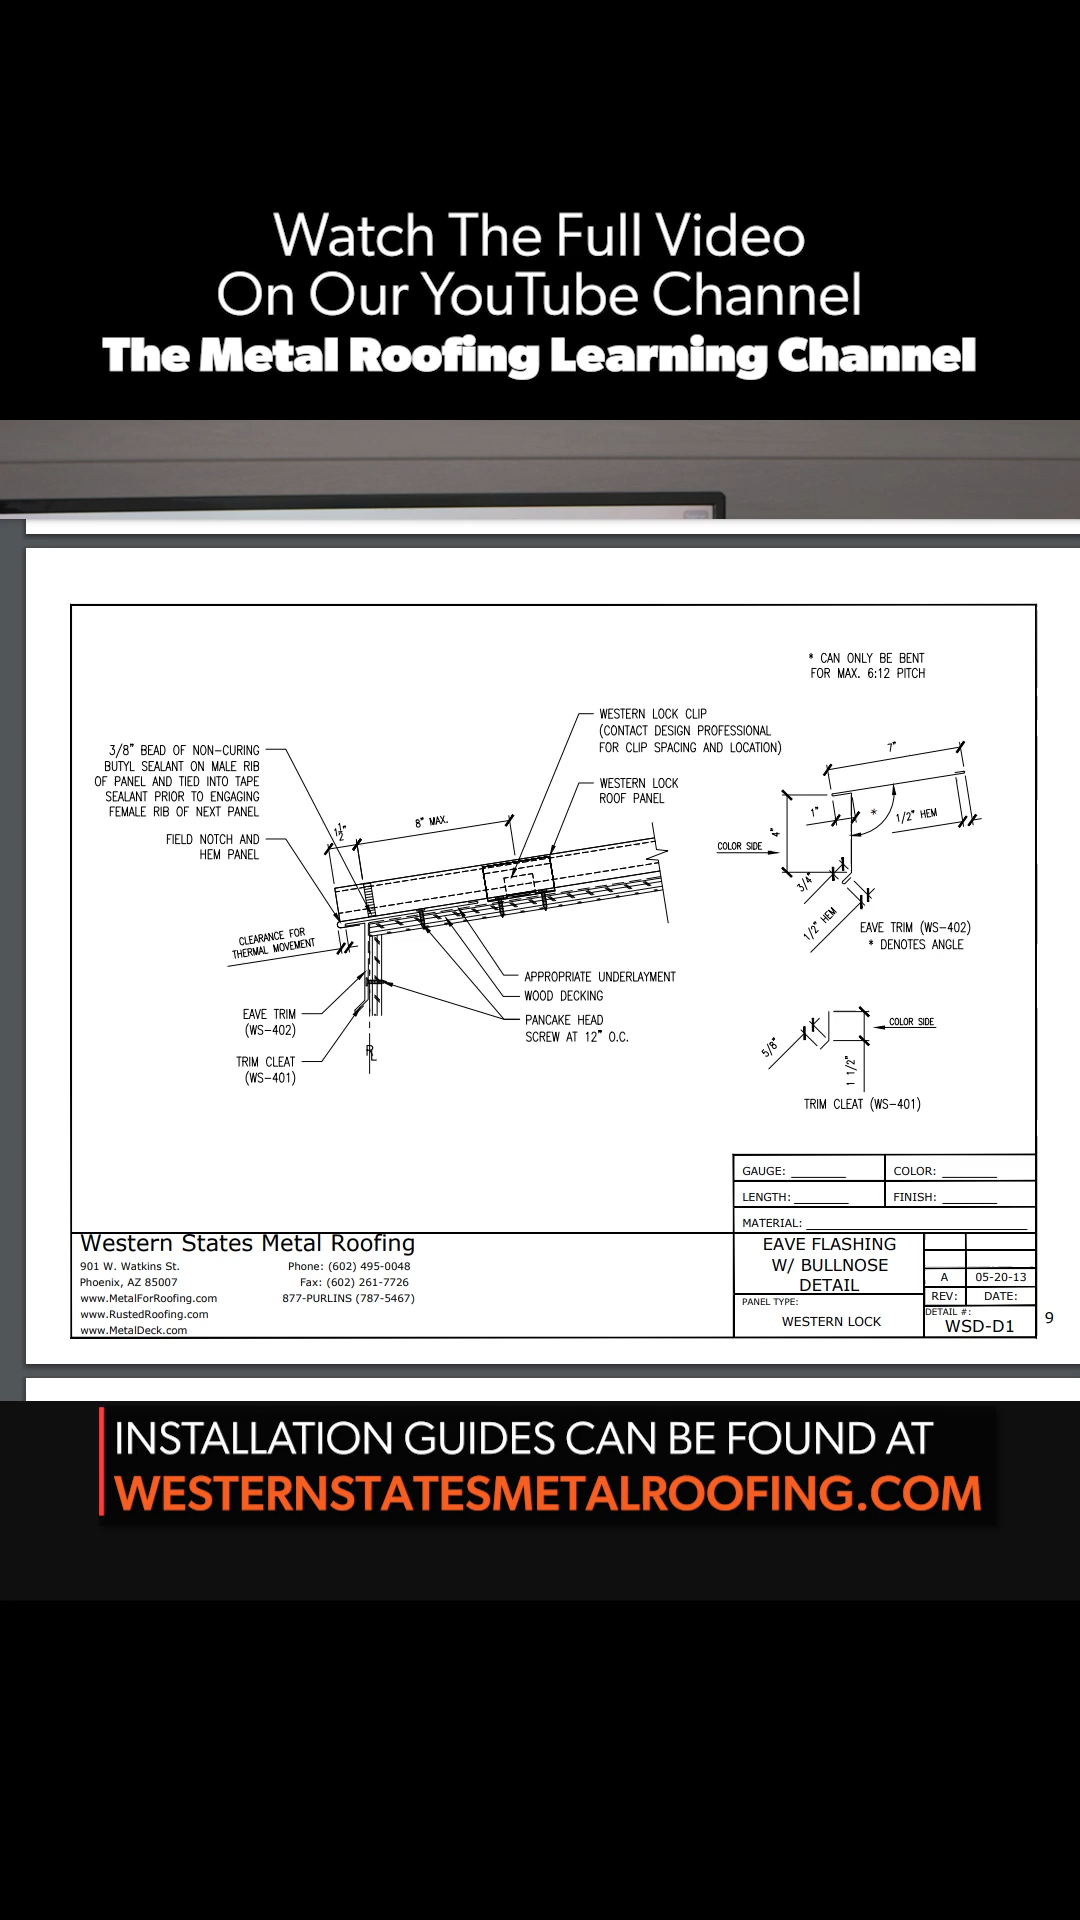 Watch The Full Video
On Our YouTube Channel
The Metal Roofing Learning Channel
* CAN ONLY BE BENT
FOR MAX. 6:12 PITCH
WESTERN LOCK CLIP
(CONTACT DESIGN PROFESSIONAL
FOR CLIP SPACING AND LOCATION)
3/8" BEAD OF NON-CURING
BUTYL SEALANT ON MALE RIB
OF PANEL AND TIED INTO TAPE
SEALANT PRIOR TO ENGAGING
FEMALE RIB OF NEXT PANEL
WESTERN LOCK
ROOF PANEL
FIELD NOTCH AND
HEM PANEL
1 1/2"
8" MAX.
CLEARANCE FOR
THERMAL MOVEMENT
EAVE TRIM
(WS-402)
TRIM CLEAT
(WS-401)
APPROPRIATE UNDERLAYMENT
WOOD DECKING
PANCAKE HEAD
SCREW AT 12" O.C.
PL
7"
1"
*
1/2" HEM
4"
COLOR SIDE
3/4"
1/2" HEM
EAVE TRIM (WS-402)
* DENOTES ANGLE
COLOR SIDE
5/8"
1 1/2"
TRIM CLEAT (WS-401)
GAUGE: ________ COLOR: ________
LENGTH: ________ FINISH: ________
MATERIAL: ________
Western States Metal Roofing
901 W. Watkins St. Phone: (602) 495-0048
Phoenix, AZ 85007 Fax: (602) 261-7726
www.MetalForRoofing.com 877-PURLINS (787-5467)
www.RustedRoofing.com
www.MetalDeck.com
EAVE FLASHING
W/ BULLNOSE
DETAIL
PANEL TYPE:
WESTERN LOCK
A 05-20-13
REV: DATE:
DETAIL #:
WSD-D1
9
INSTALLATION GUIDES CAN BE FOUND AT
WESTERNSTATESMETALROOFING.COM